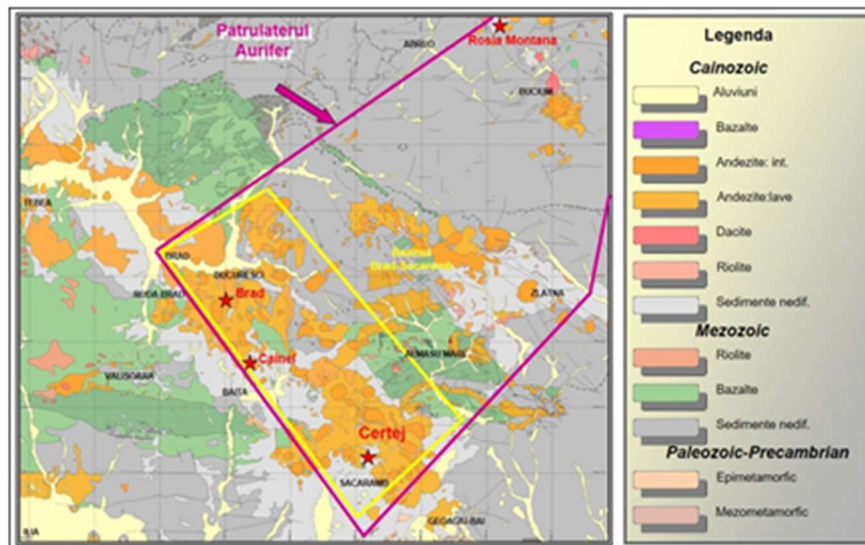 Patrulaterul
Aurifer
ABRUD
Rosia Montana
BUCIUM
TEBEA
BRAD
BUCURESCI
Bazinul
Brad-Sacaramb
RUDA BRAD
Brad
ZLATNA
Cainel
ALMASU MARE
VALISOARA
BAITA
Certej
SACARAMB
GEOAGIU-BAI
ILIA
Legenda
Cainozoic
Aluviuni
Bazalte
Andezite: int.
Andezite:lave
Dacite
Riolite
Sedimente nedif.
Mezozoic
Riolite
Bazalte
Sedimente nedif.
Paleozoic-Precambrian
Epimetamorfic
Mezometamorfic